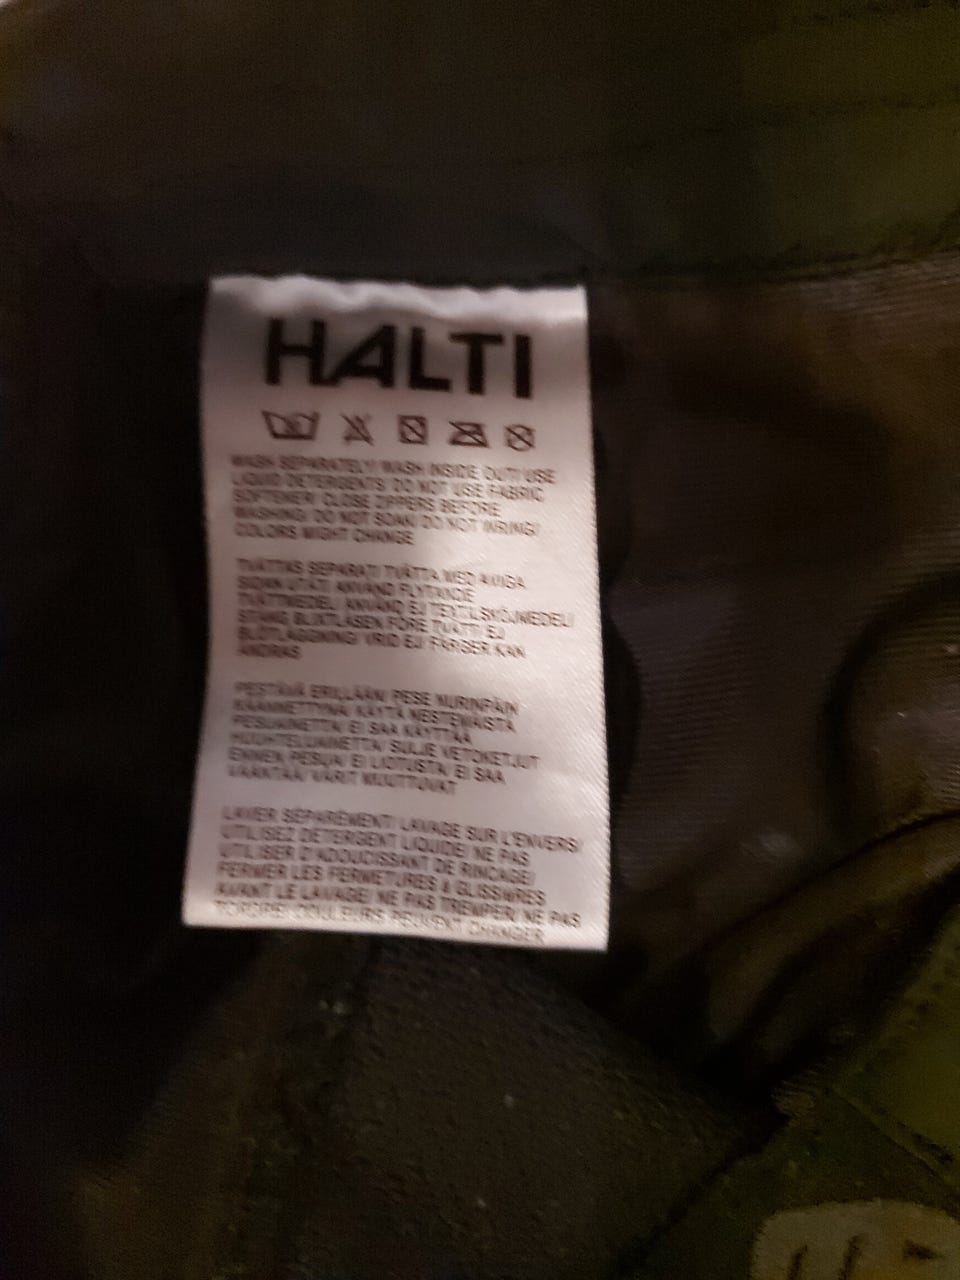 HALTI
WASH SEPARATELY/ WASH INSIDE OUT/ USE
LIQUID DETERGENTS/ DO NOT USE FABRIC
SOFTENER/ CLOSE ZIPPERS BEFORE
WASHING/ DO NOT SOAK/ DO NOT WRING/
COLORS MIGHT CHANGE
TVÄTTAS SEPARAT/ TVÄTTA MED AVIGA
SIDAN UTÅT/ ANVÄND FLYTANDE
TVÄTTMEDEL/ ANVÄND EJ TEXTILSKÖJMEDEL/
STÄNG BLIXTLÅSEN FÖRE TVÄTT/ EJ
BLÖTLÄGGNING/ VRID EJ/ FÄRGER KAN
ÄNDRAS
PESTÄVÄ ERILLÄÄN/ PESE NURINPÄIN
KÄÄNNETTYNÄ/ KÄYTÄ NESTEMÄISTÄ
PESUAINETTA/ EI SAA KÄYTTÄÄ
HUUHTELUAINETTA/ SULJE VETOKETJUT
ENNEN PESUA/ EI LIOTUSTA/ EI SAA
VÄÄNTÄÄ/ VÄRIT MUUTTUVAT
LAVER SÉPARÉMENT/ LAVAGE SUR L'ENVERS/
UTILISEZ DÉTERGENT LIQUIDE/ NE PAS
UTILISER D'ADOUCISSANT DE RINÇAGE/
FERMER LES FERMETURES À GLISSIÈRES
AVANT LE LAVAGE/ NE PAS TREMPER/ NE PAS
TORDRE/ COULEURS PEUVENT CHANGER